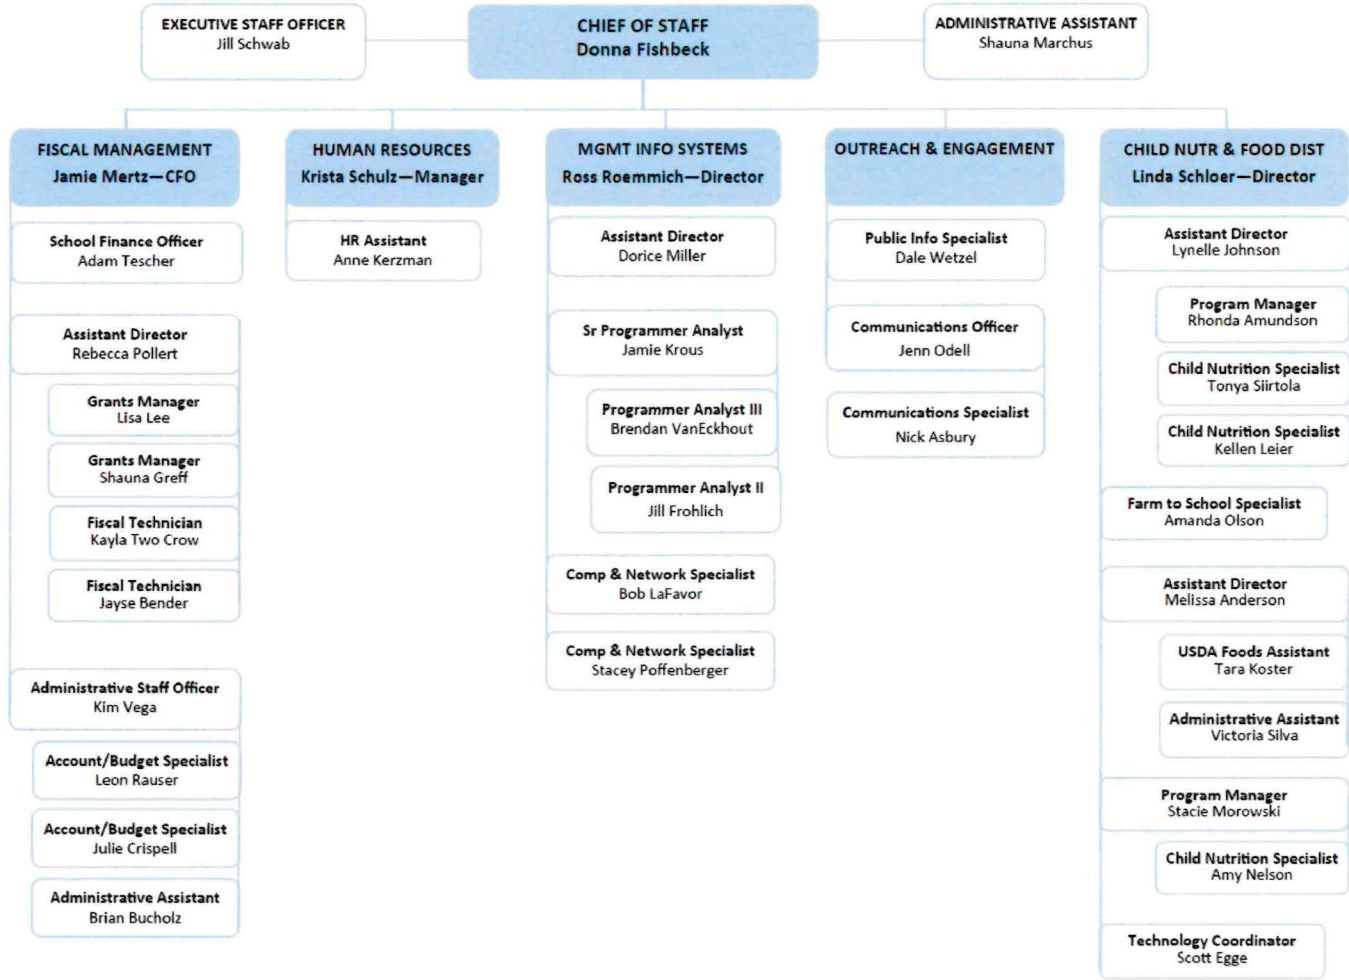 EXECUTIVE STAFF OFFICER
Jill Schwab
CHIEF OF STAFF
Donna Fishbeck
ADMINISTRATIVE ASSISTANT
Shauna Marchus
FISCAL MANAGEMENT
Jamie Mertz—CFO
School Finance Officer
Adam Tescher
Assistant Director
Rebecca Pollert
Grants Manager
Lisa Lee
Grants Manager
Shauna Greff
Fiscal Technician
Kayla Two Crow
Fiscal Technician
Jayse Bender
Administrative Staff Officer
Kim Vega
Account/Budget Specialist
Leon Rauser
Account/Budget Specialist
Julie Crispell
Administrative Assistant
Brian Bucholz
HUMAN RESOURCES
Krista Schulz—Manager
HR Assistant
Anne Kerzman
MGMT INFO SYSTEMS
Ross Roemmich—Director
Assistant Director
Dorice Miller
Sr Programmer Analyst
Jamie Krous
Programmer Analyst III
Brendan VanEckhout
Programmer Analyst II
Jill Frohlich
Comp & Network Specialist
Bob LaFavor
Comp & Network Specialist
Stacey Poffenberger
OUTREACH & ENGAGEMENT
Public Info Specialist
Dale Wetzel
Communications Officer
Jenn Odell
Communications Specialist
Nick Asbury
CHILD NUTR & FOOD DIST
Linda Schloer—Director
Assistant Director
Lynelle Johnson
Program Manager
Rhonda Amundson
Child Nutrition Specialist
Tonya Siirtola
Child Nutrition Specialist
Kellen Leier
Farm to School Specialist
Amanda Olson
Assistant Director
Melissa Anderson
USDA Foods Assistant
Tara Koster
Administrative Assistant
Victoria Silva
Program Manager
Stacie Morowski
Child Nutrition Specialist
Amy Nelson
Technology Coordinator
Scott Egge